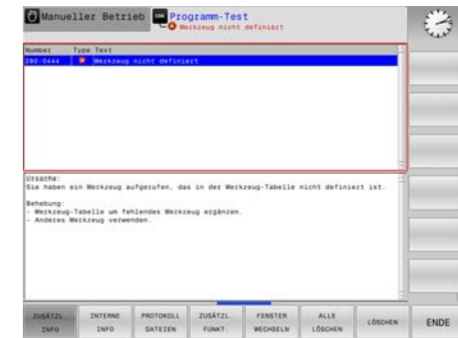 Manueller Betrieb
Programm-Test
Werkzeug nicht definiert
Number Type Text
280-0444 Werkzeug nicht definiert
Ursache:
Sie haben ein Werkzeug aufgerufen, das in der Werkzeug-Tabelle nicht definiert ist.
Behebung:
- Werkzeug-Tabelle um fehlendes Werkzeug ergänzen.
- Anderes Werkzeug verwenden.
ZUSÄTZL. INFO
INTERNE INFO
PROTOKOLL DATEIEN
ZUSÄTZL. FUNKT.
FENSTER WECHSELN
ALLE LÖSCHEN
LÖSCHEN
ENDE